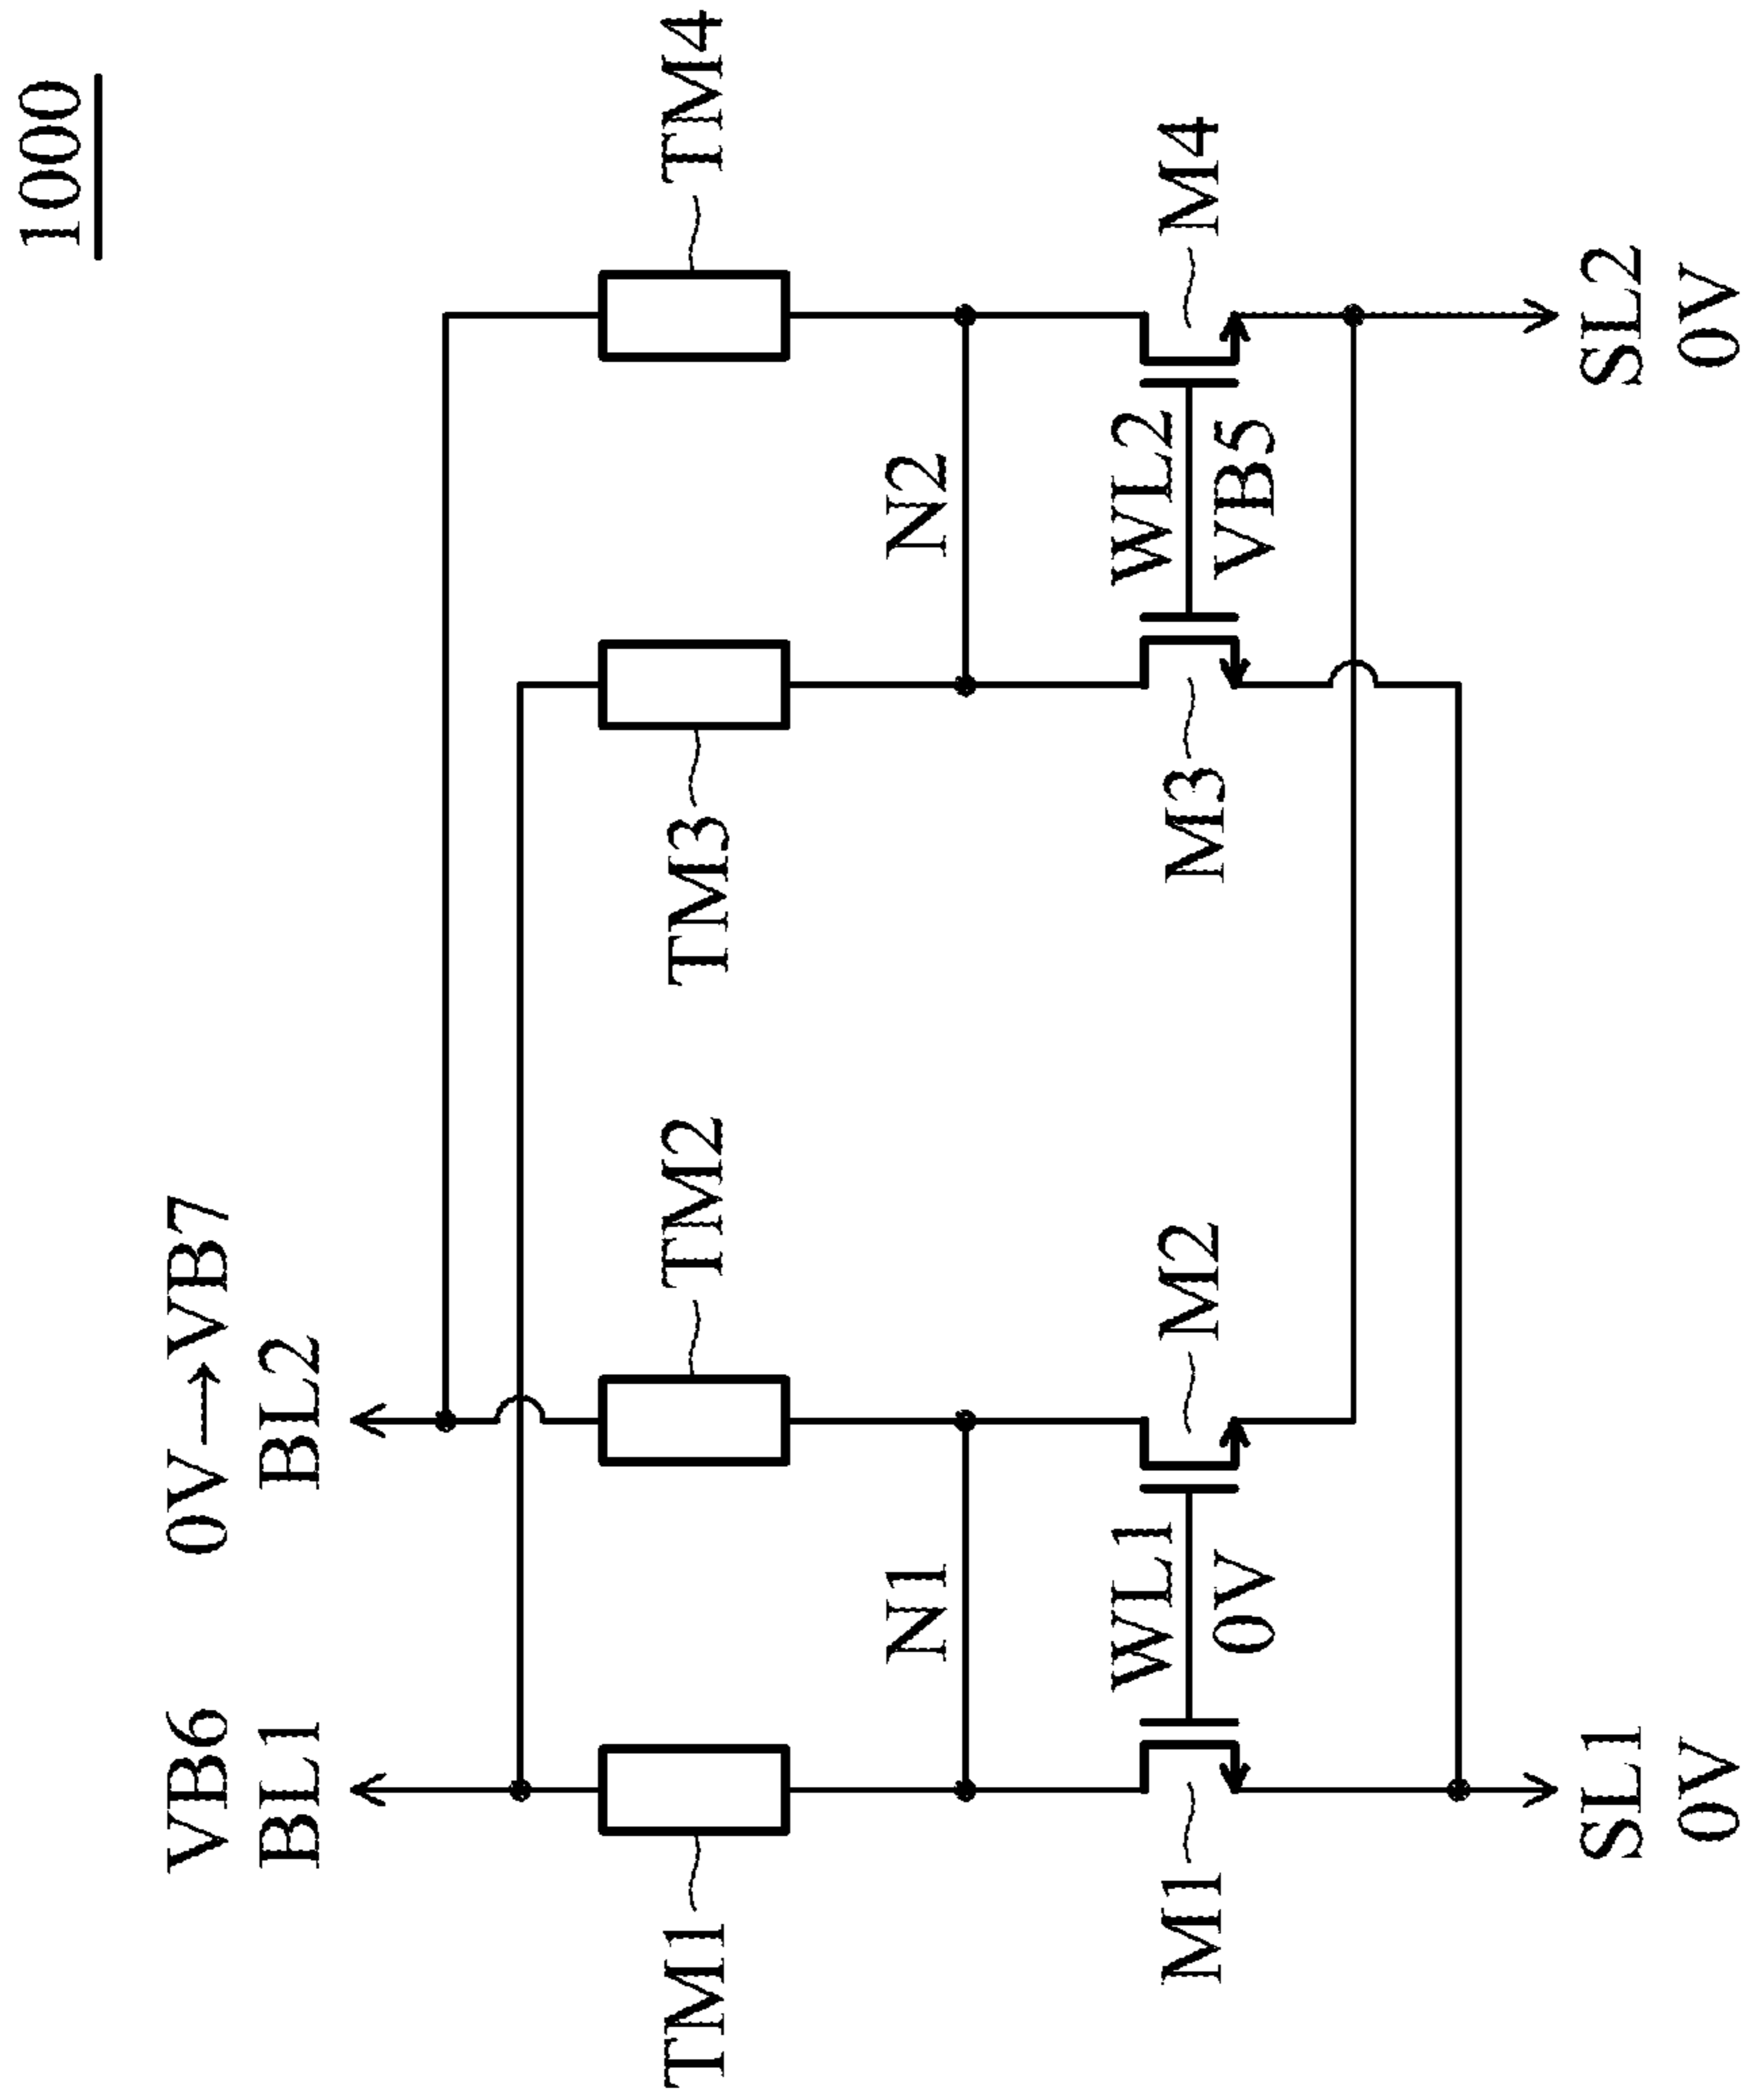 1000
VB6
0V→VB7
BL1
BL2
TM1
TM2
TM3
TM4
N1
N2
WL1
WL2
M1
M2
M3
M4
0V
VB5
SL1
SL2
0V
0V